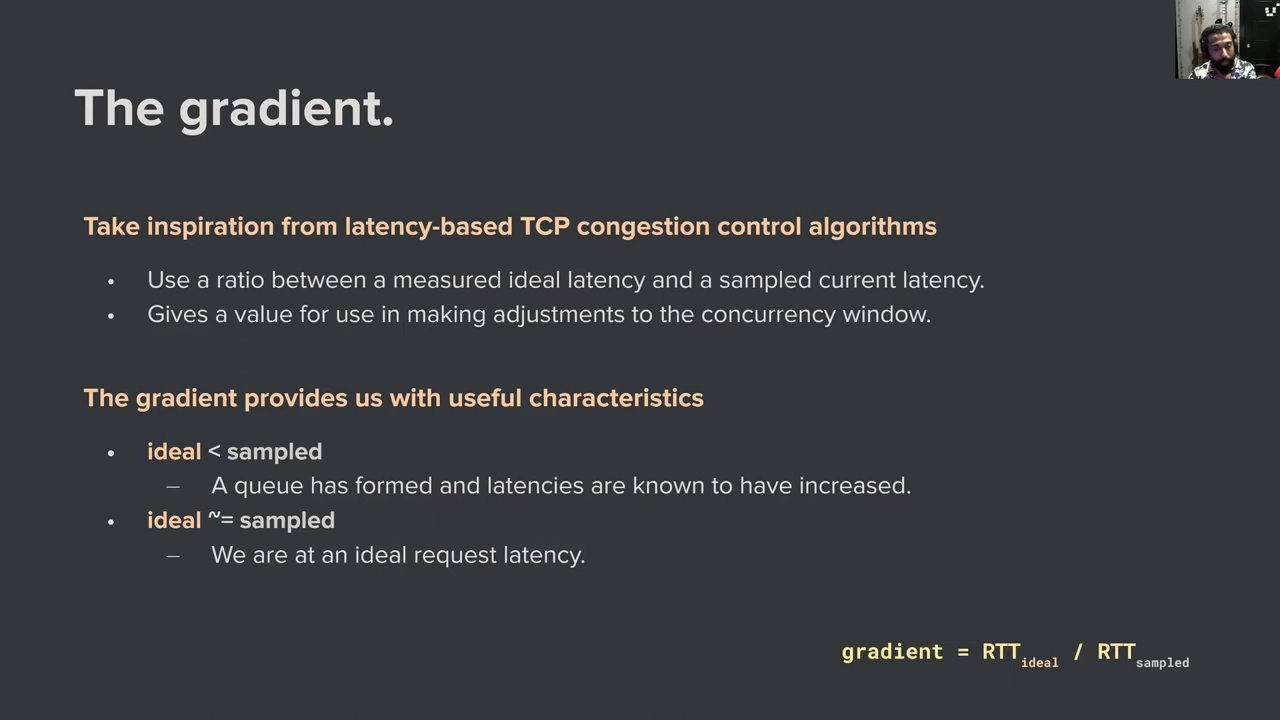 The gradient.
Take inspiration from latency-based TCP congestion control algorithms
• Use a ratio between a measured ideal latency and a sampled current latency.
• Gives a value for use in making adjustments to the concurrency window.
The gradient provides us with useful characteristics
• ideal < sampled
– A queue has formed and latencies are known to have increased.
• ideal ~= sampled
– We are at an ideal request latency.
gradient = RTTideal / RTTsampled